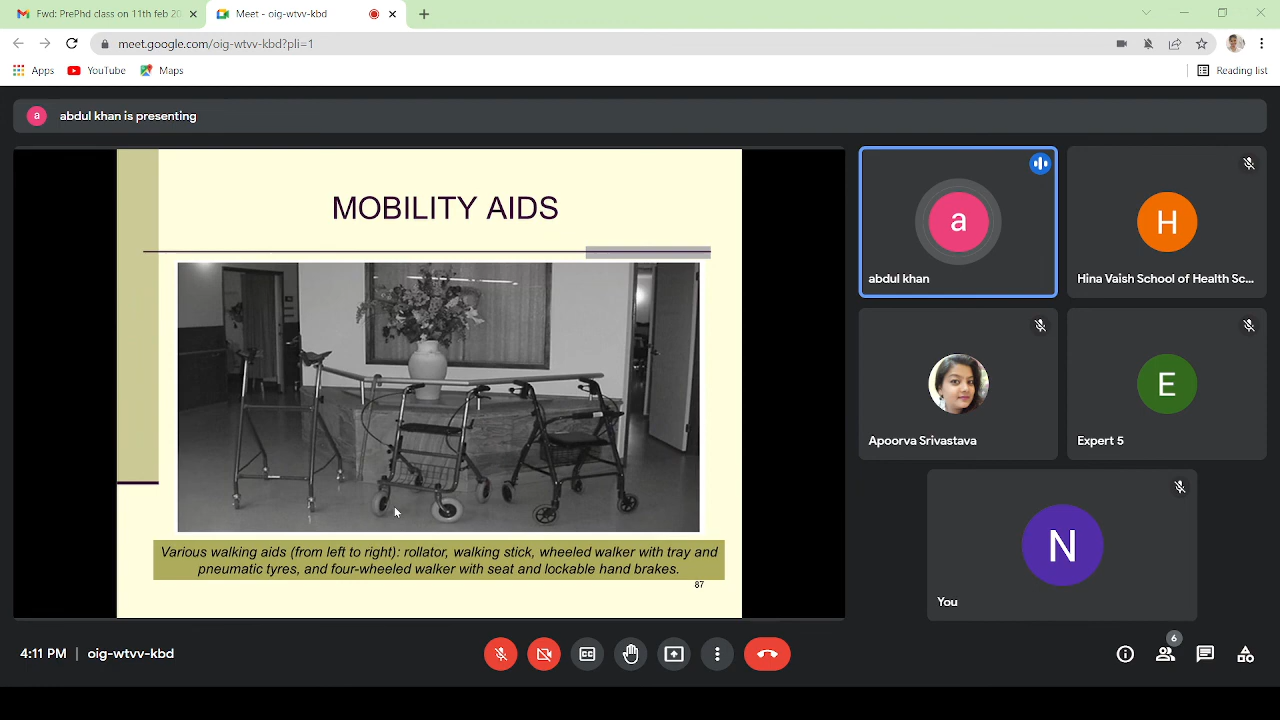 Fwd: PrePhd class on 11th feb 20
Meet - oig-wtvv-kbd
meet.google.com/oig-wtvv-kbd?pli=1
Apps
YouTube
Maps
Reading list
a
abdul khan is presenting
MOBILITY AIDS
Various walking aids (from left to right): rollator, walking stick, wheeled walker with tray and
pneumatic tyres, and four-wheeled walker with seat and lockable hand brakes.
87
a
abdul khan
H
Hina Vaish School of Health Sc...
Apoorva Srivastava
E
Expert 5
N
You
4:11 PM | oig-wtvv-kbd
CC
6